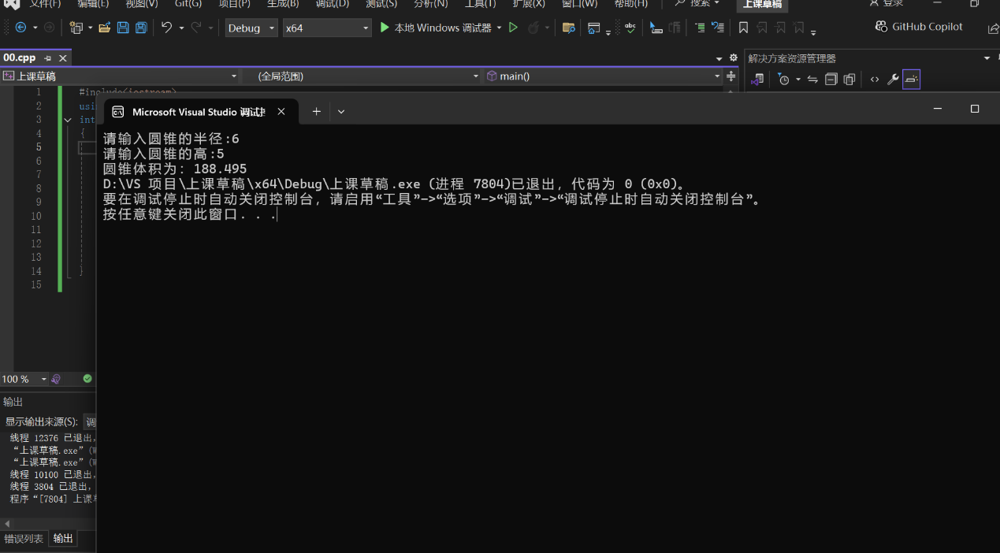 文件(F) 编辑(E) 视图(V) Git(G) 项目(P) 生成(B) 调试(D) 测试(S) 分析(N) 工具(T) 扩展(X) 窗口(W) 帮助(H) 搜索 上课草稿 登录
Debug x64 本地 Windows 调试器 GitHub Copilot
00.cpp
解决方案资源管理器
上课草稿 (全局范围) main()
1 #include(iostream)
2 usi
3 int
4 {
5
6
7
8
9
10
11
12
13
14 }
15
Microsoft Visual Studio 调试
请输入圆锥的半径:6
请输入圆锥的高:5
圆锥体积为: 188.495
D:\VS 项目\上课草稿\x64\Debug\上课草稿.exe (进程 7804)已退出，代码为 0 (0x0)。
要在调试停止时自动关闭控制台，请启用“工具”->“选项”->“调试”->“调试停止时自动关闭控制台”。
按任意键关闭此窗口. . .
100 %
输出
显示输出来源(S): 调
线程 12376 已退出，
“上课草稿.exe”(W
“上课草稿.exe”(W
线程 10100 已退出，
线程 3804 已退出，
程序“[7804] 上课草
错误列表 输出